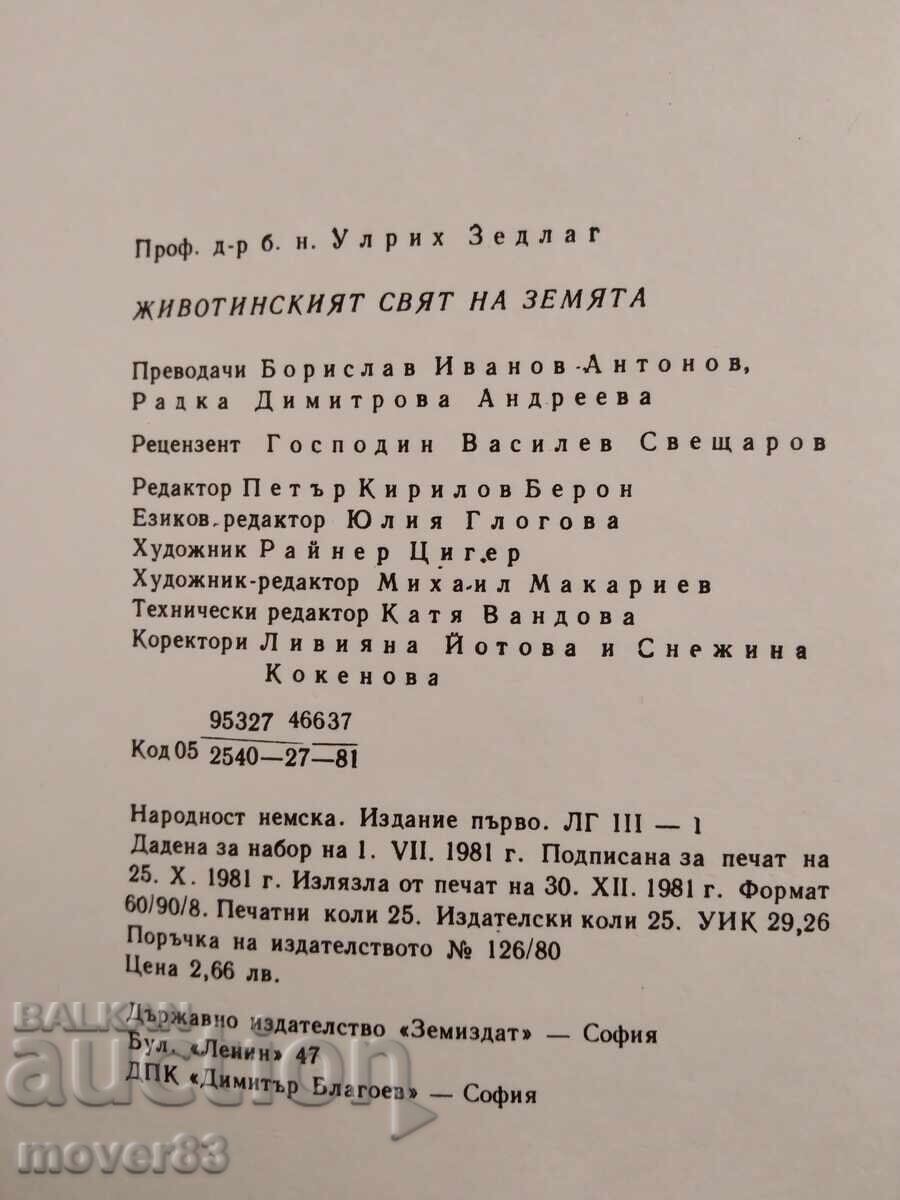 Проф. д-р б. н. Улрих Зедлаг
ЖИВОТИНСКИЯТ СВЯТ НА ЗЕМЯТА
Преводачи Борислав Иванов-Антонов,
Радка Димитрова Андреева
Рецензент Господин Василев Свещаров
Редактор Петър Кирилов Берон
Езиков редактор Юлия Глогова
Художник Райнер Цигер
Художник-редактор Михаил Макариев
Технически редактор Катя Вандова
Коректори Ливияна Йотова и Снежина
Кокенова
95327 46637
Код 05 2540—27—81
Народност немска. Издание първо. ЛГ III — 1
Дадена за набор на 1. VII. 1981 г. Подписана за печат на
25. X. 1981 г. Излязла от печат на 30. XII. 1981 г. Формат
60/90/8. Печатни коли 25. Издателски коли 25. УИК 29,26
Поръчка на издателството № 126/80
Цена 2,66 лв.
Държавно издателство «Земиздат» — София
Бул. «Ленин» 47
ДПК «Димитър Благоев» — София
BALKAN
auction
mover83